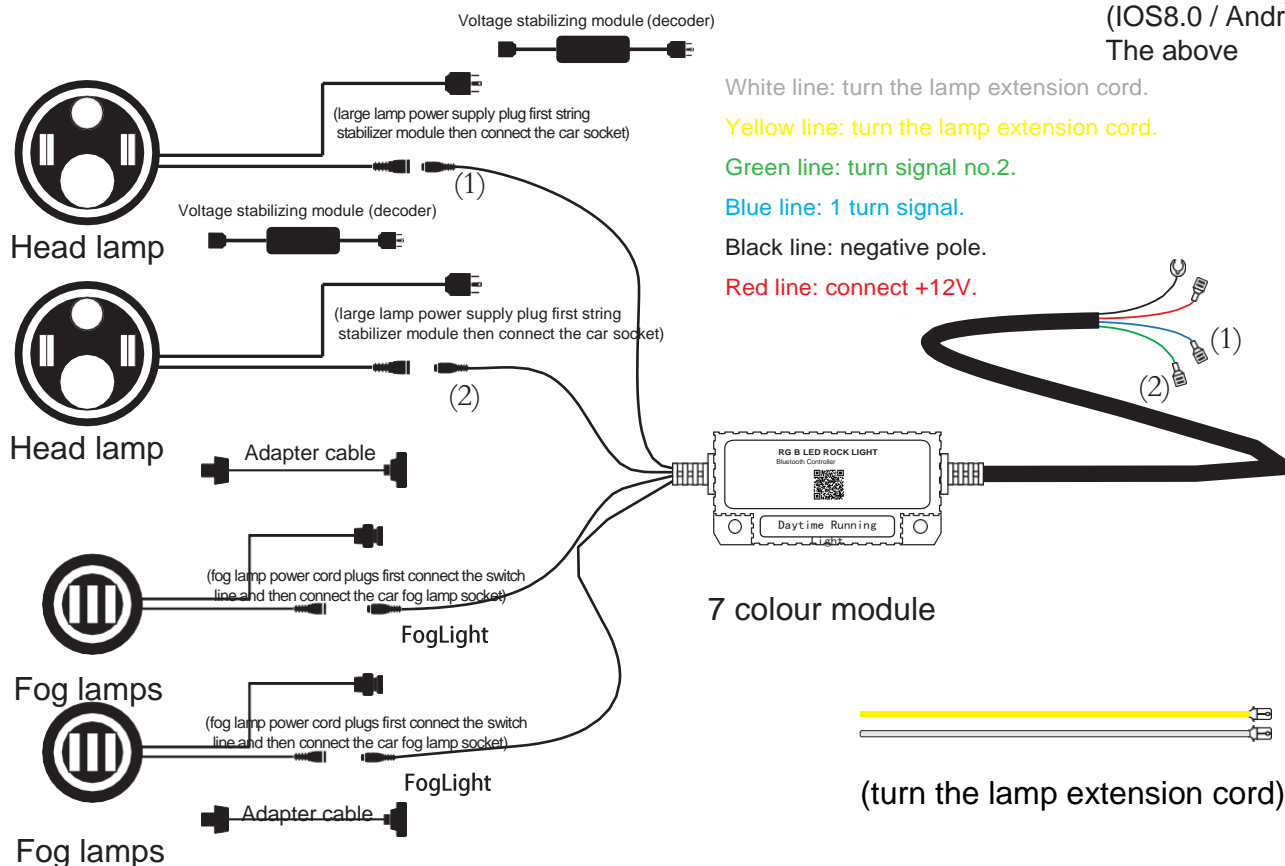 Voltage stabilizing module (decoder)
(IOS8.0 / Andr
The above
White line: turn the lamp extension cord.
Yellow line: turn the lamp extension cord.
Green line: turn signal no.2.
Blue line: 1 turn signal.
Black line: negative pole.
Red line: connect +12V.
(large lamp power supply plug first string
stabilizer module then connect the car socket)
(1)
Voltage stabilizing module (decoder)
Head lamp
(large lamp power supply plug first string
stabilizer module then connect the car socket)
(2)
Head lamp
(1)
(2)
Adapter cable
RG B LED ROCK LIGHT
Bluetooth Controller
Daytime Running
Light
7 colour module
(fog lamp power cord plugs first connect the switch
line and then connect the car fog lamp socket)
FogLight
Fog lamps
(fog lamp power cord plugs first connect the switch
line and then connect the car fog lamp socket)
FogLight
Adapter cable
Fog lamps
(turn the lamp extension cord)